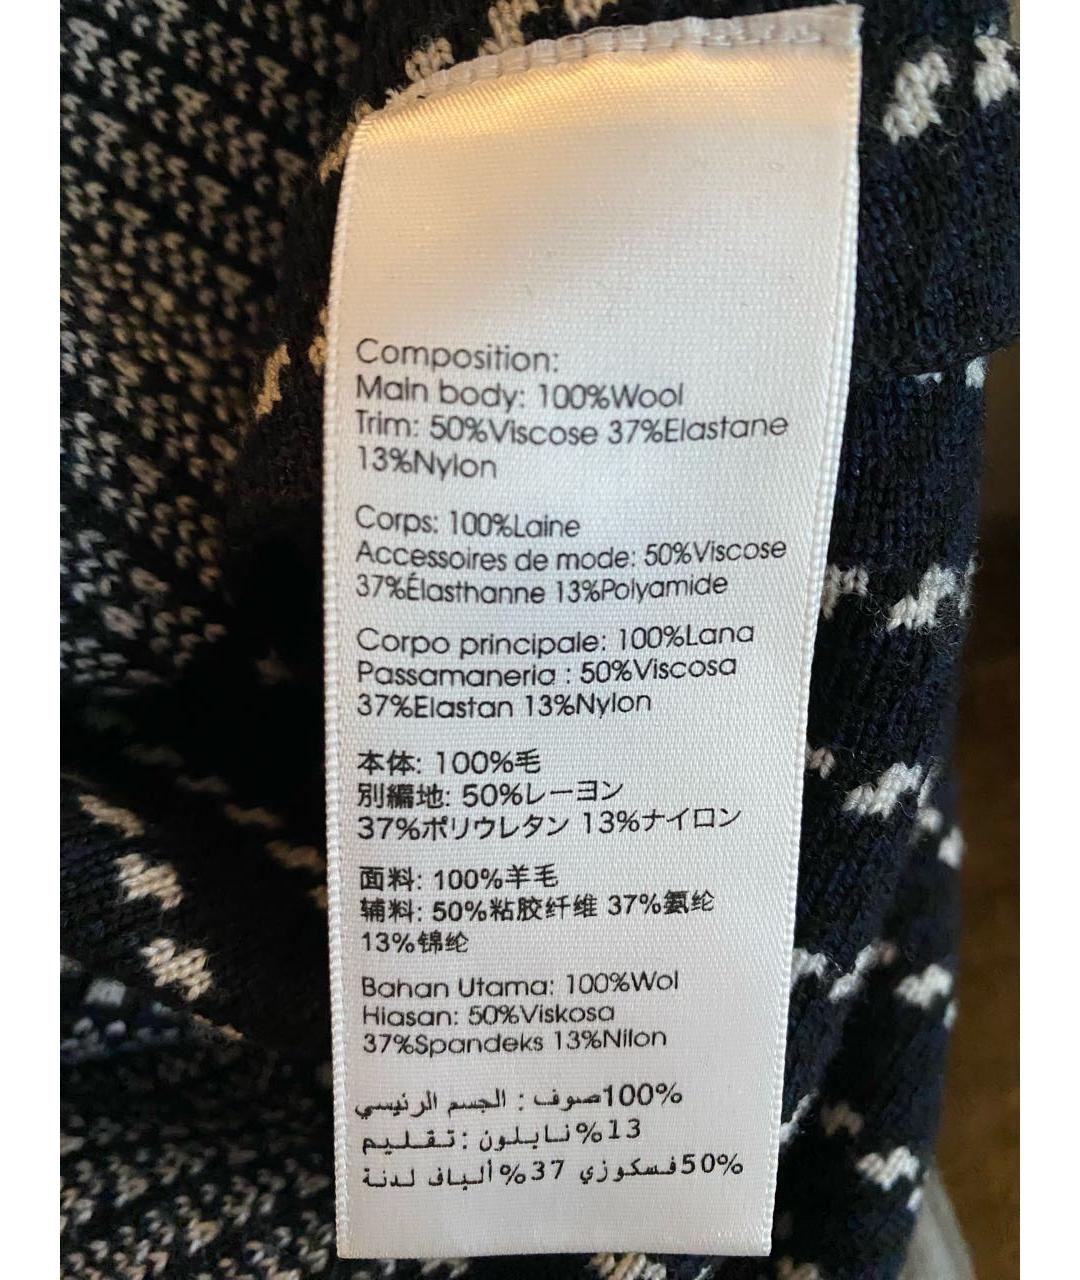 Composition:
Main body: 100%Wool
Trim: 50%Viscose 37%Elastane
13%Nylon
Corps: 100%Laine
Accessoires de mode: 50%Viscose
37%Élasthanne 13%Polyamide
Corpo principale: 100%Lana
Passamaneria : 50%Viscosa
37%Elastan 13%Nylon
本体: 100%毛
別編地: 50%レーヨン
37%ポリウレタン 13%ナイロン
面料: 100%羊毛
辅料: 50%粘胶纤维 37%氨纶
13%锦纶
Bahan Utama: 100%Wol
Hiasan: 50%Viskosa
37%Spandeks 13%Nilon
100%صوف : الجسم الرئيسي
13%نايلون : تقليم
50%فسكوزي 37%ألياف لدنة